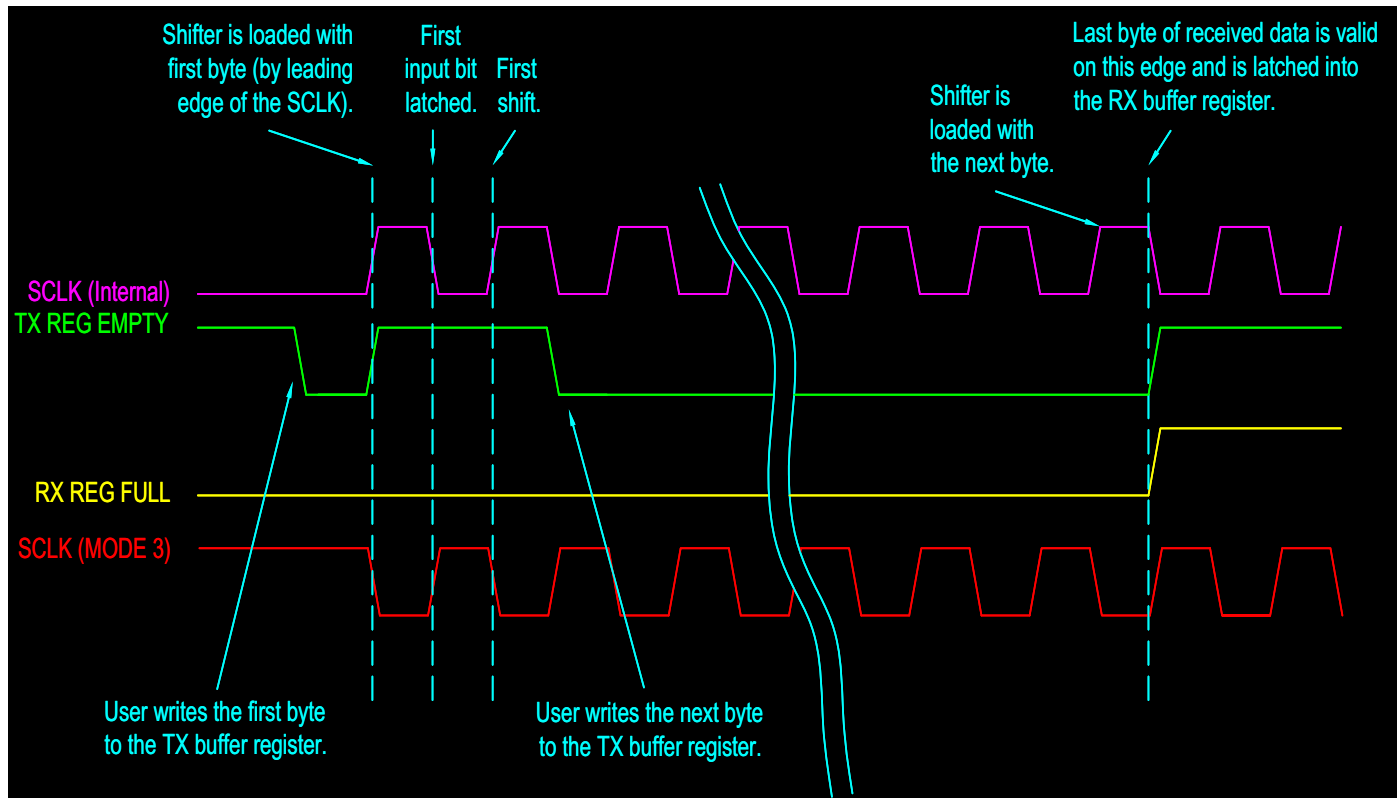 Shifter is loaded with
first byte (by leading
edge of the SCLK).
First
input bit
latched.
First
shift.
Shifter is
loaded with
the next byte.
Last byte of received data is valid
on this edge and is latched into
the RX buffer register.
SCLK (Internal)
TX REG EMPTY
RX REG FULL
SCLK (MODE 3)
User writes the first byte
to the TX buffer register.
User writes the next byte
to the TX buffer register.